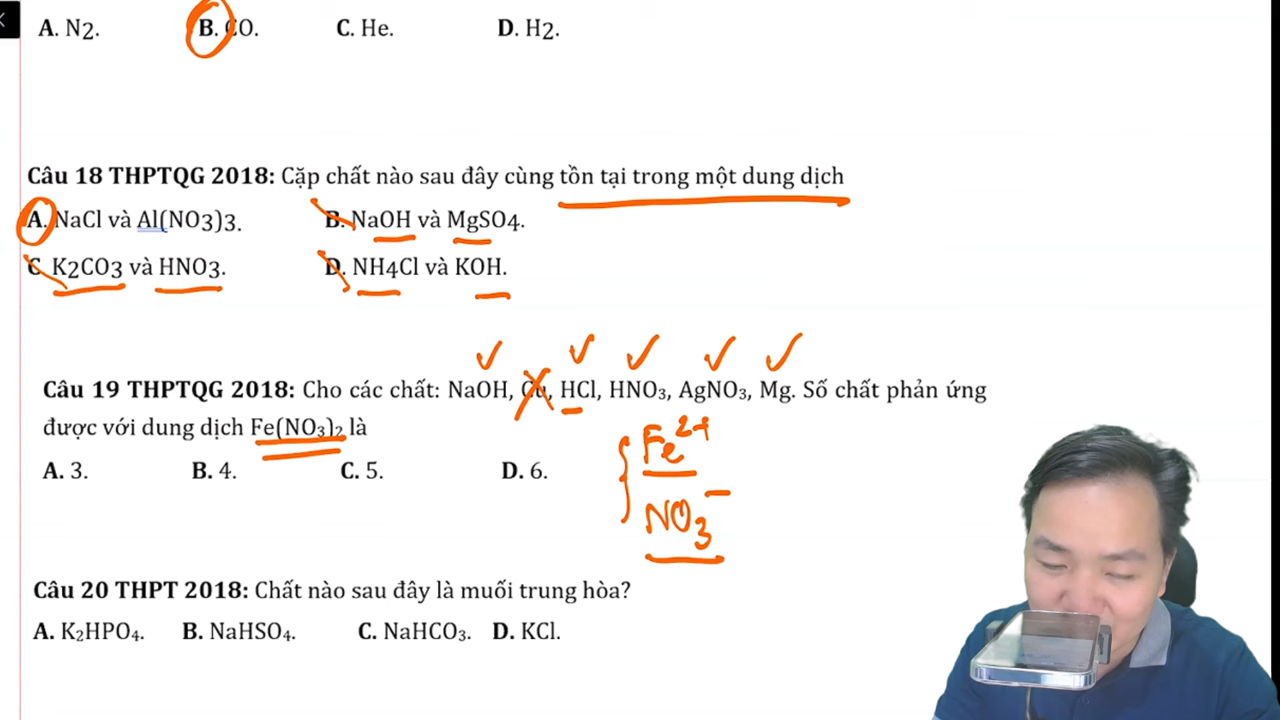 A. N2. B. CO. C. He. D. H2.
Câu 18 THPTQG 2018: Cặp chất nào sau đây cùng tồn tại trong một dung dịch
A. NaCl và Al(NO3)3. B. NaOH và MgSO4.
C. K2CO3 và HNO3. D. NH4Cl và KOH.
Câu 19 THPTQG 2018: Cho các chất: NaOH, Cu, HCl, HNO₃, AgNO₃, Mg. Số chất phản ứng
được với dung dịch Fe(NO₃)₂ là
A. 3. B. 4. C. 5. D. 6.
Fe²⁺
NO₃⁻
Câu 20 THPT 2018: Chất nào sau đây là muối trung hòa?
A. K₂HPO₄. B. NaHSO₄. C. NaHCO₃. D. KCl.